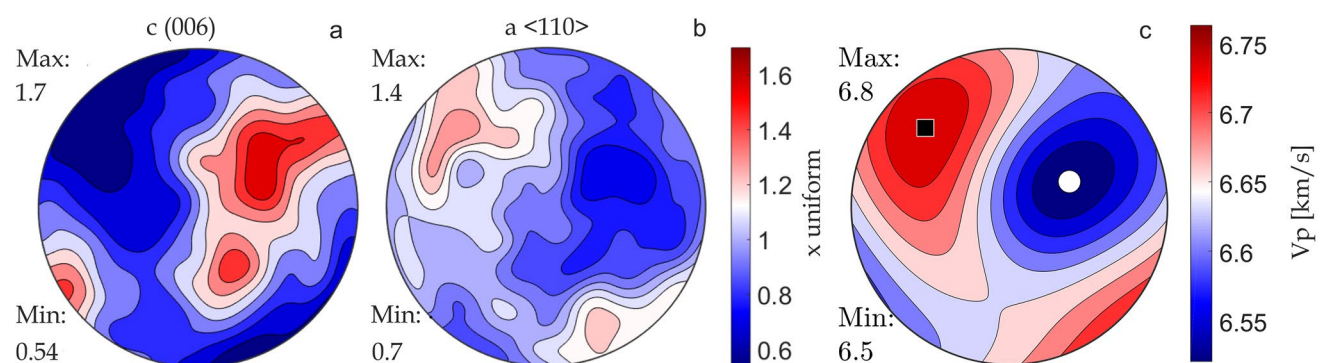 c (006)
a
Max:
1.7
Min:
0.54
a <110>
b
Max:
1.4
Min:
0.7
1.6
1.4
1.2
1
0.8
0.6
x uniform
c
Max:
6.8
Min:
6.5
6.75
6.7
6.65
6.6
6.55
Vp [km/s]